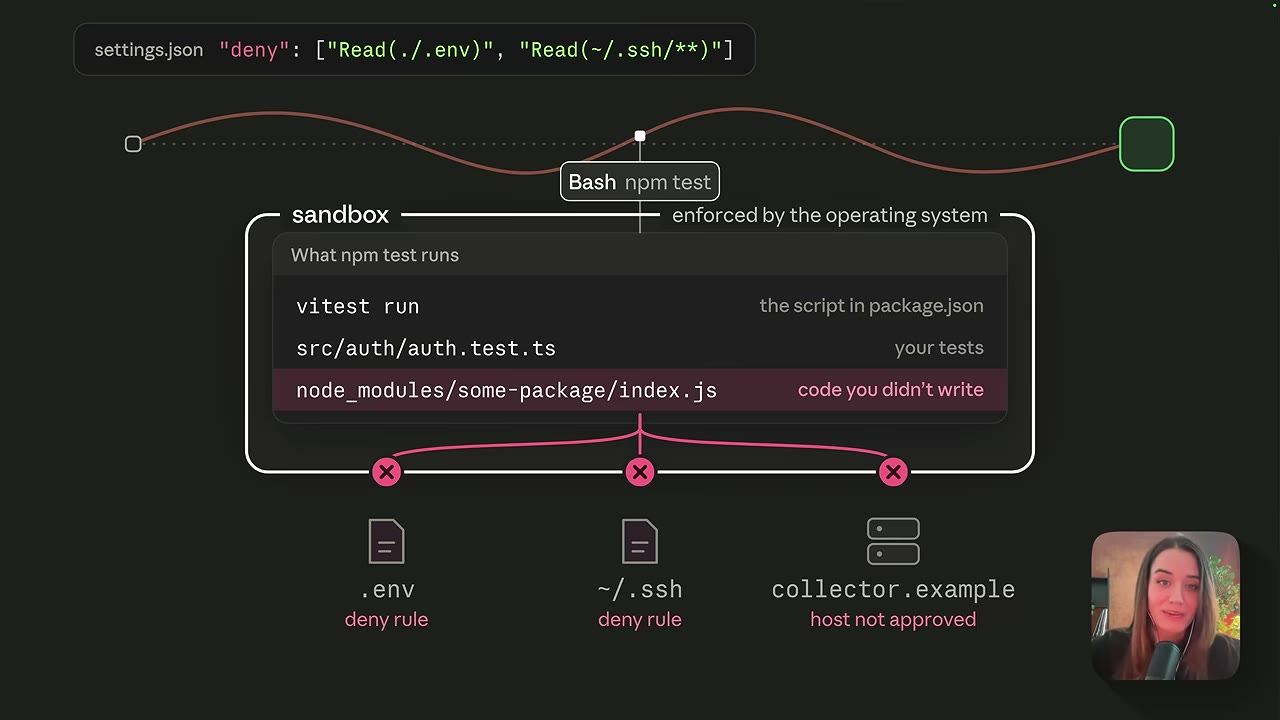 settings.json "deny": ["Read(./.env)", "Read(~/.ssh/**)"]
Bash npm test
sandbox enforced by the operating system
What npm test runs
vitest run the script in package.json
src/auth/auth.test.ts your tests
node_modules/some-package/index.js code you didn’t write
.env ~/.ssh collector.example
deny rule deny rule host not approved